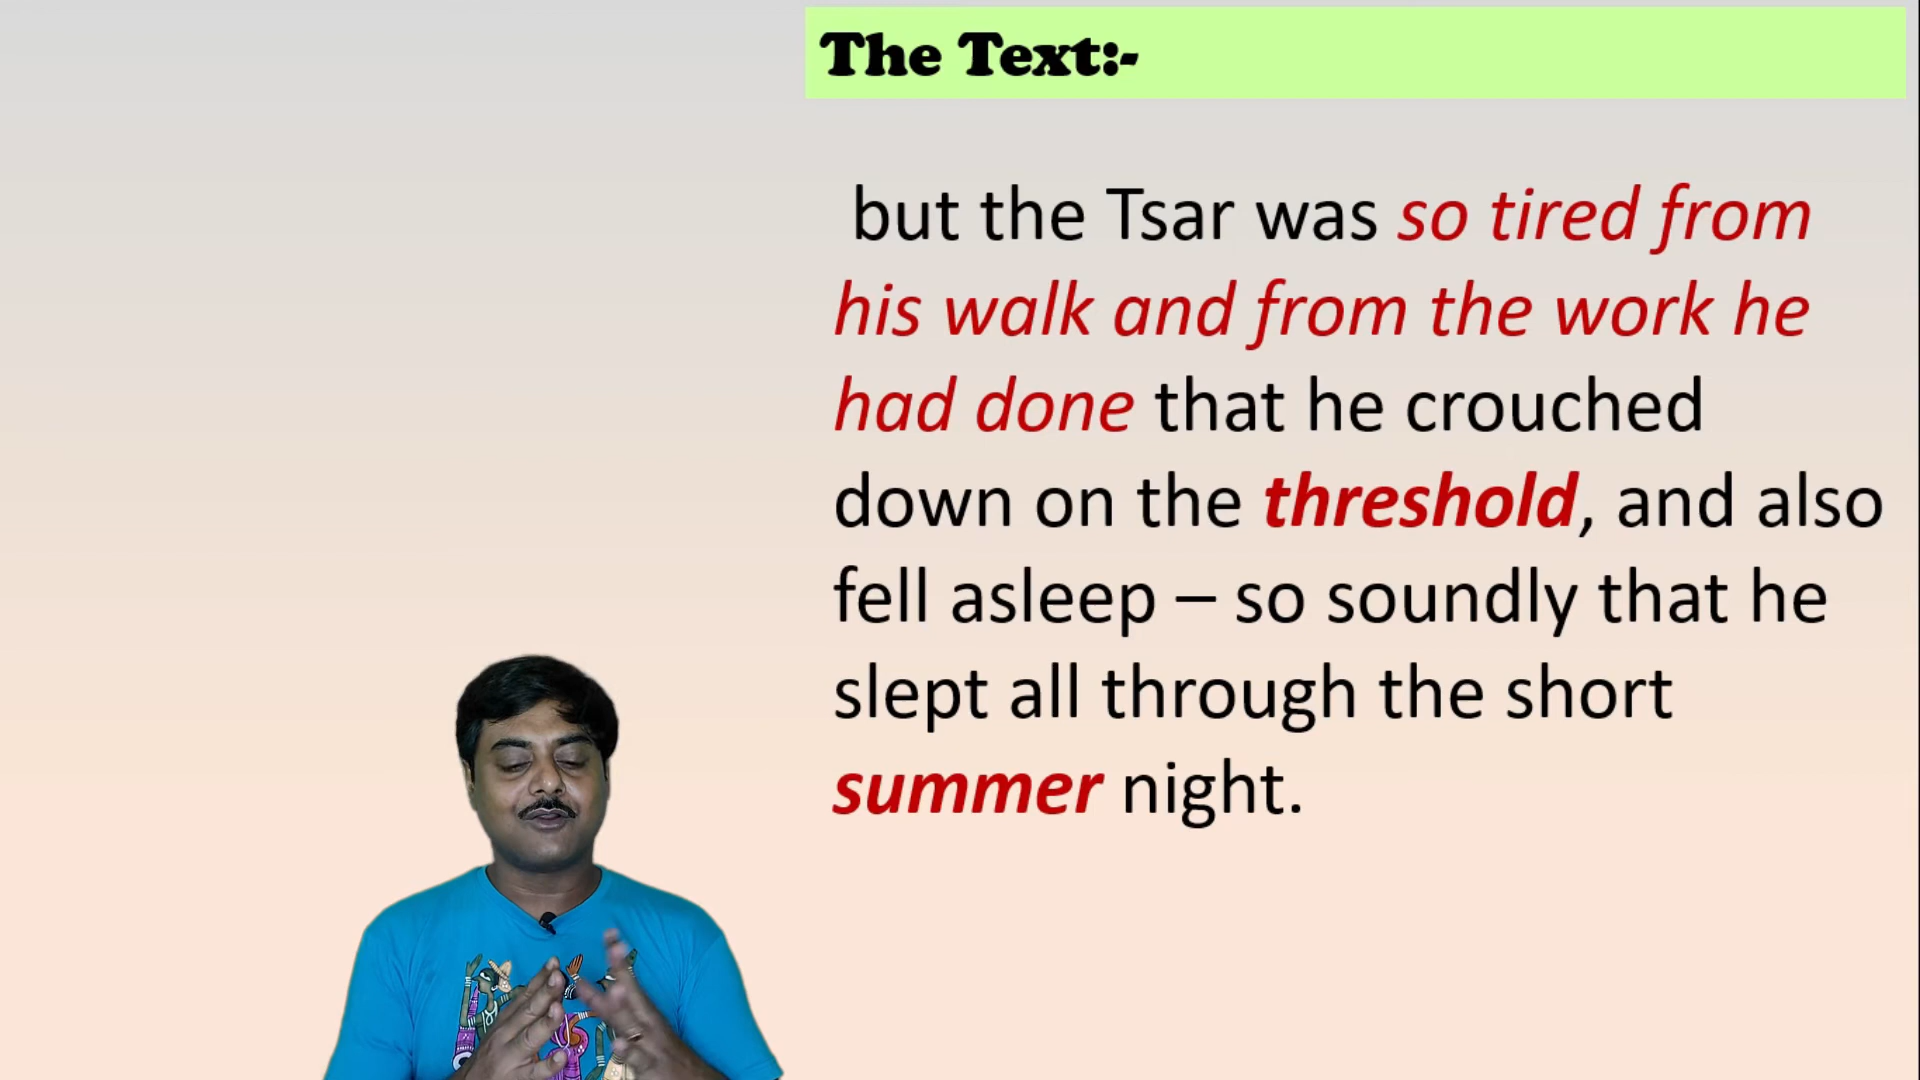 The Text:-
but the Tsar was so tired from
his walk and from the work he
had done that he crouched
down on the threshold, and also
fell asleep – so soundly that he
slept all through the short
summer night.